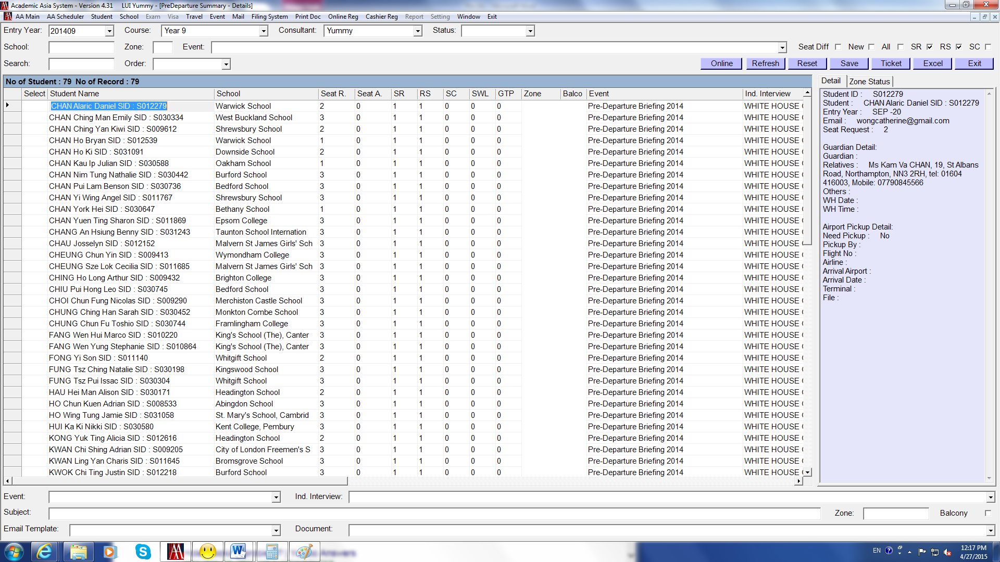 Academic Asia System - Version 4.31 LUI Yummy - [PreDeparture Summary - Details]
AA Main AA Scheduler Student School Exam Visa Travel Event Mail Filing System Print Doc Online Reg Cashier Reg Report Setting Window Exit
Entry Year: 201409 Course: Year 9 Consultant: Yummy Status:
School: Zone: Event: Seat Diff New All SR RS SC
Search: Order: Online Refresh Reset Save Ticket Excel Exit
No of Student : 79 No of Record : 79
Select Student Name School Seat R. Seat A. SR RS SC SWL GTP Zone Balco Event Ind. Interview
CHAN Alaric Daniel SID : S012279 Warwick School 2 0 1 1 0 0 0 Pre-Departure Briefing 2014 WHITE HOUSE
CHAN Ching Man Emily SID : S030334 West Buckland School 3 0 1 1 0 0 0 Pre-Departure Briefing 2014 WHITE HOUSE
CHAN Ching Yan Kiwi SID : S009612 Shrewsbury School 2 0 1 1 0 0 0 Pre-Departure Briefing 2014 WHITE HOUSE
CHAN Ho Bryan SID : S012539 Warwick School 1 0 1 1 0 0 0 Pre-Departure Briefing 2014 WHITE HOUSE
CHAN Ho Ki SID : S031091 Downside School 2 0 1 1 0 0 0 Pre-Departure Briefing 2014 WHITE HOUSE
CHAN Kau Ip Julian SID : S030588 Oakham School 1 0 1 1 0 0 0 Pre-Departure Briefing 2014 WHITE HOUSE
CHAN Nim Tung Nathalie SID : S030442 Burford School 3 0 1 1 0 0 0 Pre-Departure Briefing 2014 WHITE HOUSE
CHAN Pui Lam Benson SID : S030736 Bedford School 3 0 1 1 0 0 0 Pre-Departure Briefing 2014 WHITE HOUSE
CHAN Yi Wing Angel SID : S011767 Shrewsbury School 3 0 1 1 0 0 0 Pre-Departure Briefing 2014 WHITE HOUSE
CHAN York Hei SID : S030647 Bethany School 1 0 1 1 0 0 0 Pre-Departure Briefing 2014 WHITE HOUSE
CHAN Yuen Ting Sharon SID : S011869 Epsom College 3 0 1 1 0 0 0 Pre-Departure Briefing 2014 WHITE HOUSE
CHANG An Hsiung Benny SID : S031243 Taunton School Internation 3 0 1 1 0 0 0 Pre-Departure Briefing 2014 WHITE HOUSE
CHAU Josselyn SID : S012152 Malvern St James Girls' Sch 3 0 1 1 0 0 0 Pre-Departure Briefing 2014 WHITE HOUSE
CHEUNG Chun Yin SID : S009413 Wymondham College 3 0 1 1 0 0 0 Pre-Departure Briefing 2014 WHITE HOUSE
CHEUNG Sze Lok Cecilia SID : S011685 Malvern St James Girls' Sch 3 0 1 1 0 0 0 Pre-Departure Briefing 2014 WHITE HOUSE
CHING Ho Long Arthur SID : S009432 Brighton College 3 0 1 1 0 0 0 Pre-Departure Briefing 2014 WHITE HOUSE
CHIU Pui Hong Leo SID : S030745 Bedford School 3 0 1 1 0 0 0 Pre-Departure Briefing 2014 WHITE HOUSE
CHOI Chun Fung Nicolas SID : S009290 Merchiston Castle School 3 0 1 1 0 0 0 Pre-Departure Briefing 2014 WHITE HOUSE
CHUNG Ching Han Sarah SID : S030452 Monkton Combe School 3 0 1 1 0 0 0 Pre-Departure Briefing 2014 WHITE HOUSE
CHUNG Chun Fu Toshio SID : S030744 Framlingham College 3 0 1 1 0 0 0 Pre-Departure Briefing 2014 WHITE HOUSE
FANG Wen Hui Marco SID : S010220 King's School (The), Canter 3 0 1 1 0 0 0 Pre-Departure Briefing 2014 WHITE HOUSE
FANG Wen Yung Stephanie SID : S010864 King's School (The), Canter 3 0 1 1 0 0 0 Pre-Departure Briefing 2014 WHITE HOUSE
FONG Yi Son SID : S011140 Whitgift School 2 0 1 1 0 0 0 Pre-Departure Briefing 2014 WHITE HOUSE
FUNG Tsz Ching Natalie SID : S030198 Kingswood School 3 0 1 1 0 0 0 Pre-Departure Briefing 2014 WHITE HOUSE
FUNG Tsz Pui Issac SID : S030304 Whitgift School 3 0 1 1 0 0 0 Pre-Departure Briefing 2014 WHITE HOUSE
HAU Hei Man Alison SID : S030171 Headington School 2 0 1 1 0 0 0 Pre-Departure Briefing 2014 WHITE HOUSE
HO Chun Kuen Adrian SID : S008533 Abingdon School 3 0 1 1 0 0 0 Pre-Departure Briefing 2014 WHITE HOUSE
HO Wing Tung Jamie SID : S031058 St. Mary's School, Cambrid 3 0 1 1 0 0 0 Pre-Departure Briefing 2014 WHITE HOUSE
HUI Ka Ki Nikki SID : S030580 Kent College, Pembury 3 0 1 1 0 0 0 Pre-Departure Briefing 2014 WHITE HOUSE
KONG Yuk Ting Alicia SID : S012616 Headington School 2 0 1 1 0 0 0 Pre-Departure Briefing 2014 WHITE HOUSE
KWAN Chi Shing Adrian SID : S009205 City of London Freemen's S 3 0 1 1 0 0 0 Pre-Departure Briefing 2014 WHITE HOUSE
KWAN Ling Yan Charis SID : S011645 Bromsgrove School 3 0 1 1 0 0 0 Pre-Departure Briefing 2014 WHITE HOUSE
KWOK Chi Ting Justin SID : S012218 Burford School 3 0 1 1 0 0 0 Pre-Departure Briefing 2014 WHITE HOUSE
Detail Zone Status
Student ID : S012279
Student : CHAN Alaric Daniel SID : S012279
Entry Year : SEP -20
Email : wongcatherine@gmail.com
Seat Request : 2
Guardian Detail:
Guardian :
Relatives : Ms Kam Va CHAN, 19, St Albans
Road, Northampton, NN3 2RH, tel: 01604
416003, Mobile: 07790845566
Others :
WH Date :
WH Time :
Airport Pickup Detail:
Need Pickup : No
Pickup By :
Flight No :
Airline :
Arrival Airport :
Arrival Date :
Terminal :
File :
Event: Ind. Interview:
Subject: Zone: Balcony
Email Template: Document:
EN 12:17 PM
4/27/2015